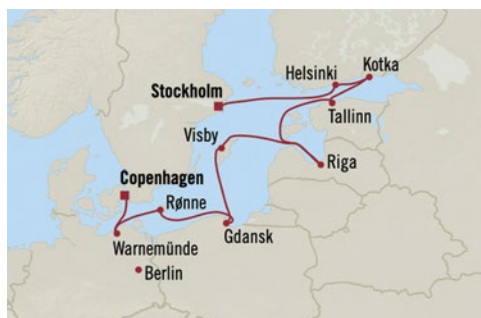 Helsinki
Kotka
Stockholm
Tallinn
Visby
Riga
Copenhagen
Rønne
Gdansk
Warnemünde
Berlin